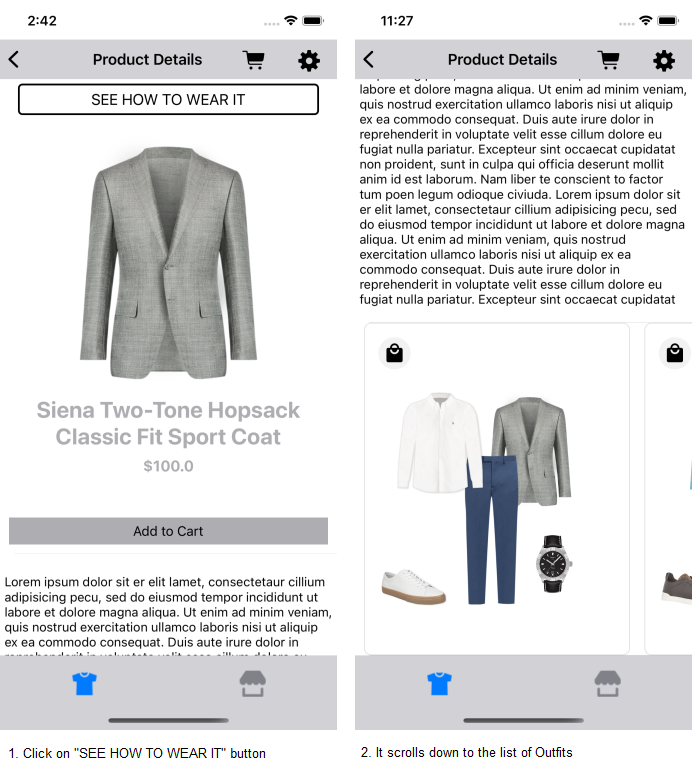 2:42
Product Details
SEE HOW TO WEAR IT
Siena Two-Tone Hopsack
Classic Fit Sport Coat
$100.0
Add to Cart
Lorem ipsum dolor sit er elit lamet, consectetaur cillium
adipisicing pecu, sed do eiusmod tempor incididunt ut
labore et dolore magna aliqua. Ut enim ad minim veniam,
quis nostrud exercitation ullamco laboris nisi ut aliquip
ex ea commodo consequat. Duis aute irure dolor in
1. Click on "SEE HOW TO WEAR IT" button
11:27
Product Details
labore et dolore magna aliqua. Ut enim ad minim veniam,
quis nostrud exercitation ullamco laboris nisi ut aliquip
ex ea commodo consequat. Duis aute irure dolor in
reprehenderit in voluptate velit esse cillum dolore eu
fugiat nulla pariatur. Excepteur sint occaecat cupidatat
non proident, sunt in culpa qui officia deserunt mollit
anim id est laborum. Nam liber te conscient to factor
tum poen legum odioque civiuda. Lorem ipsum dolor sit
er elit lamet, consectetaur cillium adipisicing pecu, sed
do eiusmod tempor incididunt ut labore et dolore magna
aliqua. Ut enim ad minim veniam, quis nostrud
exercitation ullamco laboris nisi ut aliquip ex ea
commodo consequat. Duis aute irure dolor in
reprehenderit in voluptate velit esse cillum dolore eu
fugiat nulla pariatur. Excepteur sint occaecat cupidatat
2. It scrolls down to the list of Outfits